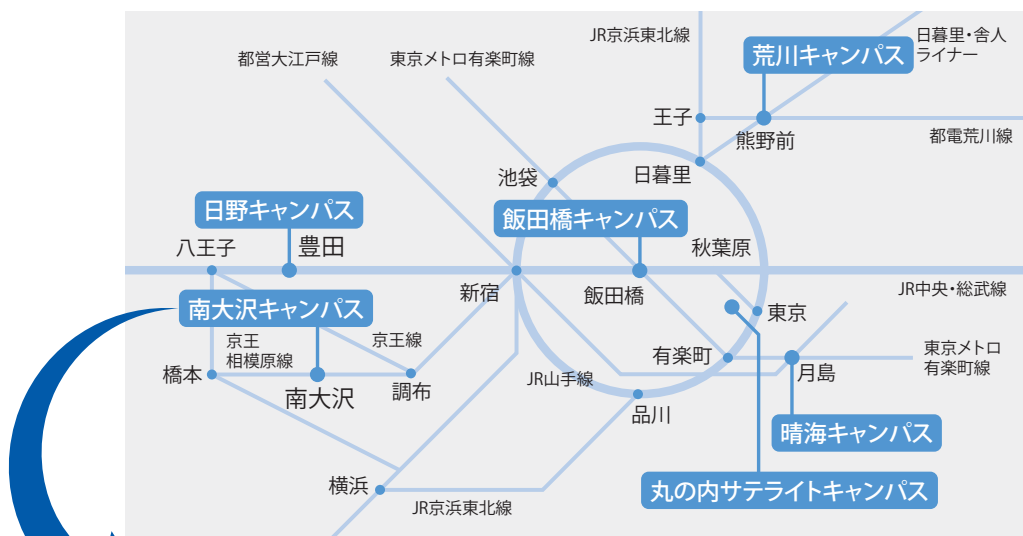 JR京浜東北線
日暮里・舎人
ライナー
荒川キャンパス
都営大江戸線
東京メトロ有楽町線
王子
熊野前
都電荒川線
池袋
日暮里
日野キャンパス
飯田橋キャンパス
八王子
豊田
秋葉原
新宿
飯田橋
JR中央・総武線
南大沢キャンパス
東京
京王
相模原線
京王線
有楽町
東京メトロ
有楽町線
橋本
南大沢
調布
JR山手線
月島
品川
晴海キャンパス
横浜
丸の内サテライトキャンパス
JR京浜東北線